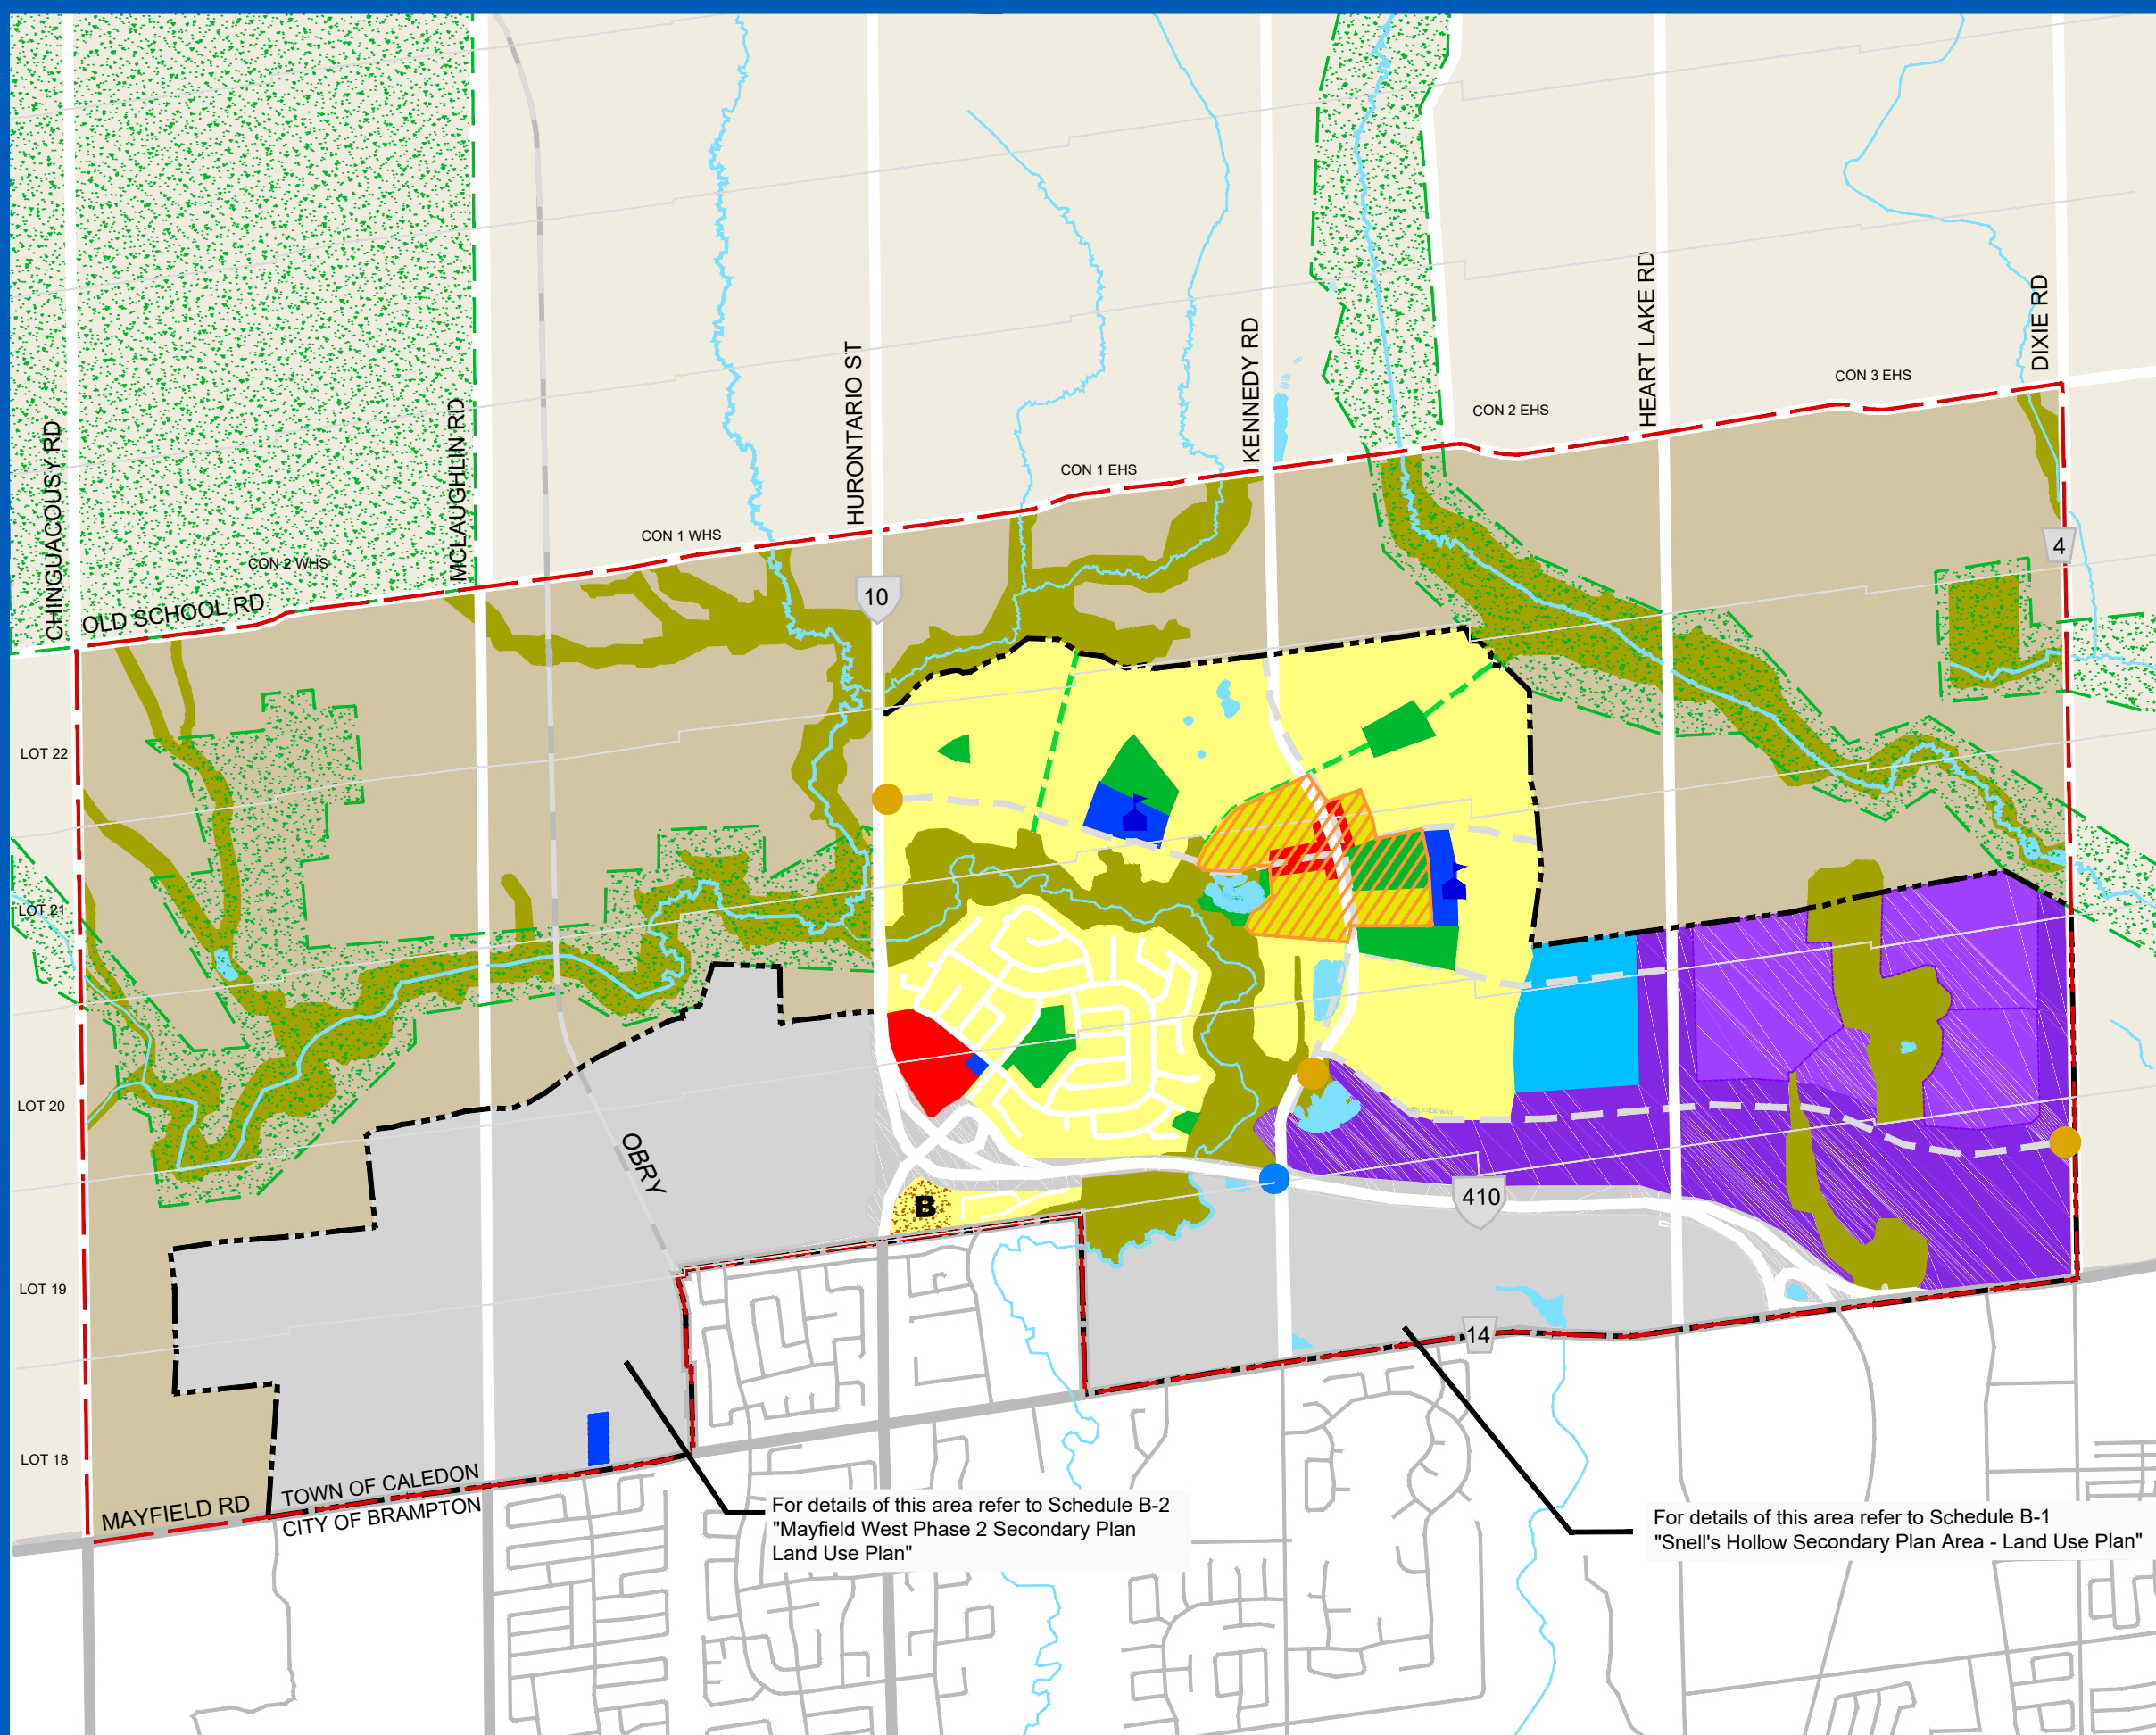 CHINGUACOUSY RD
MCLAUGHLIN RD
HURONTARIO ST
KENNEDY RD
HEART LAKE RD
DIXIE RD
CON 3 EHS
CON 2 EHS
CON 1 EHS
CON 1 WHS
CON 2 WHS
OLD SCHOOL RD
4
10
LOT 22
LOT 21
LOT 20
LOT 19
LOT 18
OBRY
B
410
14
MAYFIELD RD
TOWN OF CALEDON
CITY OF BRAMPTON
For details of this area refer to Schedule B-2
"Mayfield West Phase 2 Secondary Plan
Land Use Plan"
For details of this area refer to Schedule B-1
"Snell's Hollow Secondary Plan Area - Land Use Plan"